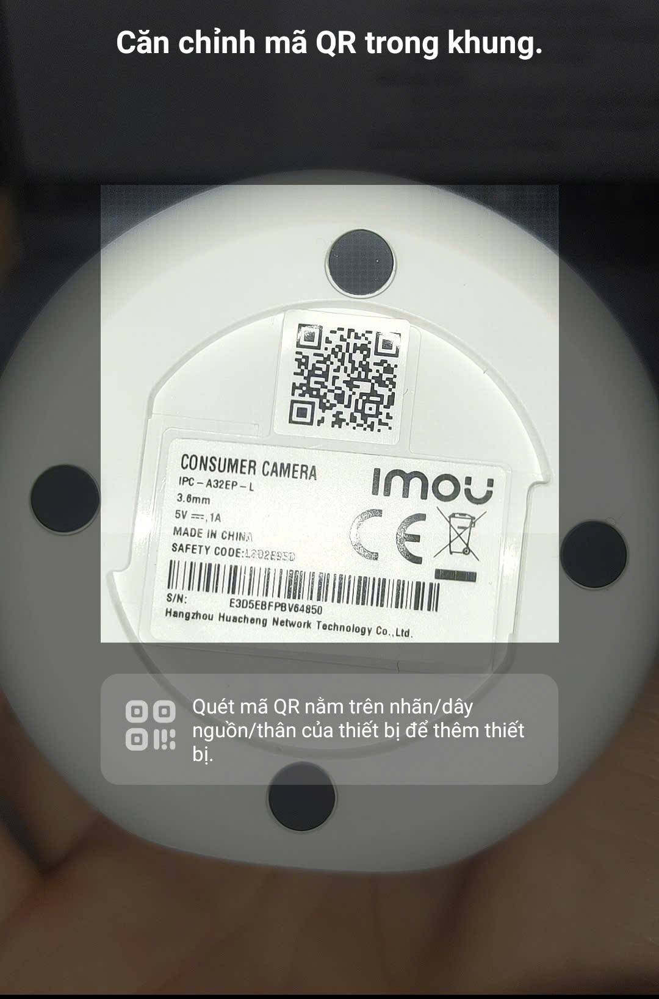 Căn chỉnh mã QR trong khung.
CONSUMER CAMERA
imou
IPC-A32EP-L
3.6mm
5V ⎓, 1A
MADE IN CHINA
SAFETY CODE:
CE
S/N: E3D5EBFPBV64850
Hangzhou Huacheng Network Technology Co.,Ltd.
Quét mã QR nằm trên nhãn/dây
nguồn/thân của thiết bị để thêm thiết
bị.